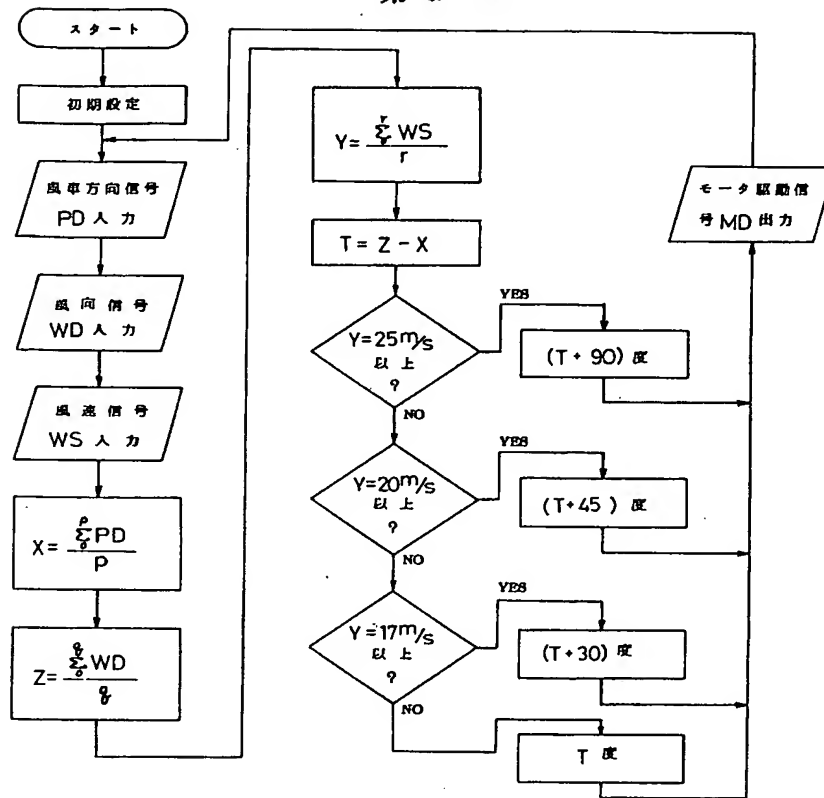 スタート
初期設定
風車方向信号
PD 入力
風向信号
WD 入力
風速信号
WS 入力
X = Σ^p_0 PD / P
Z = Σ^q_0 WD / q
Y = Σ^r_0 WS / r
T = Z − X
Y = 25m/s
以上
?
YES
(T + 90) 度
NO
Y = 20m/s
以上
?
YES
(T + 45) 度
NO
Y = 17m/s
以上
?
YES
(T + 30) 度
NO
T 度
モータ駆動信
号 MD 出力